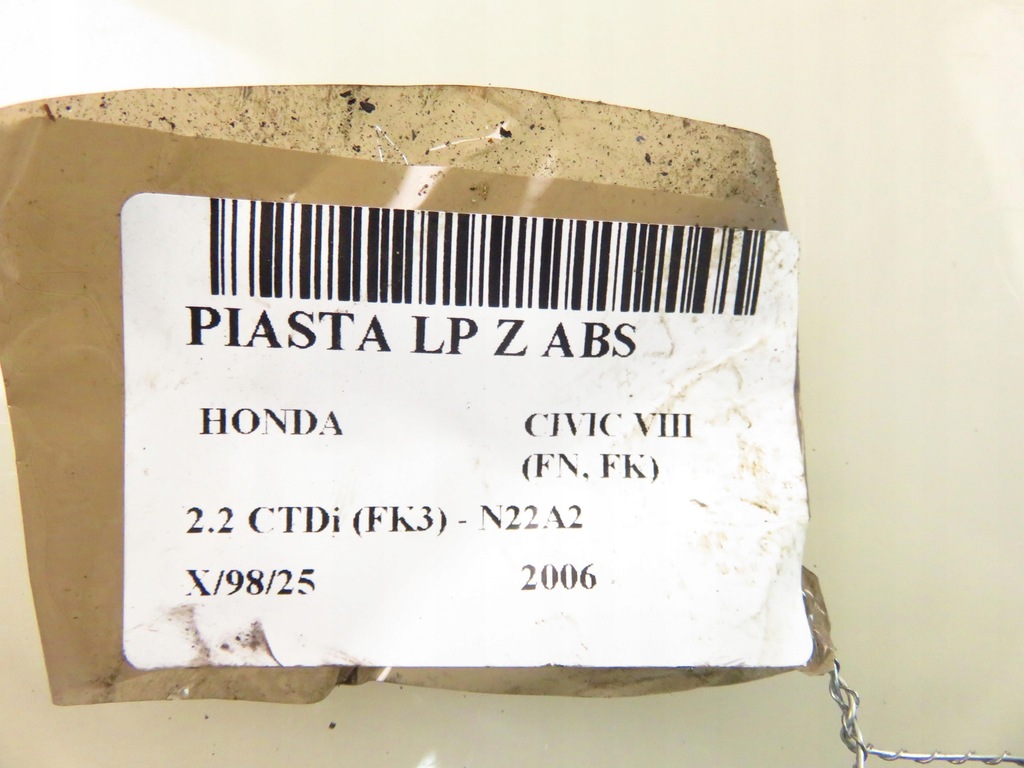 PIASTA LP Z ABS
HONDA CIVIC VIII
(FN, FK)
2.2 CTDi (FK3) - N22A2
X/98/25 2006